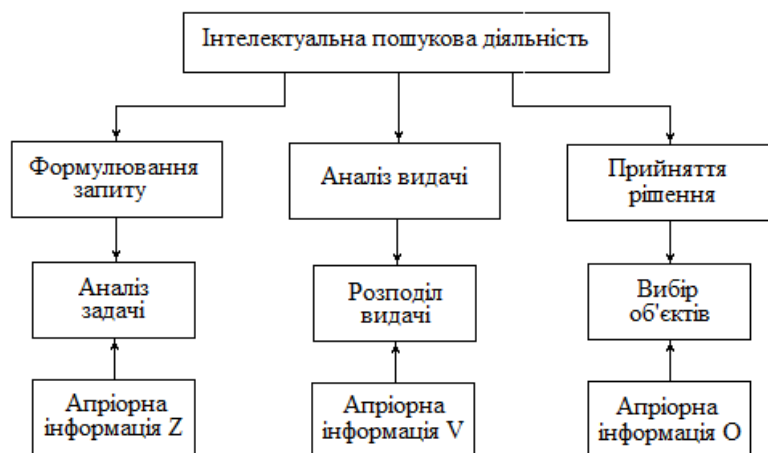 Інтелектуальна пошукова діяльність
Формулювання
запиту
Аналіз видачі
Прийняття
рішення
Аналіз
задачі
Розподіл
видачі
Вибір
об'єктів
Апріорна
інформація Z
Апріорна
інформація V
Апріорна
інформація O